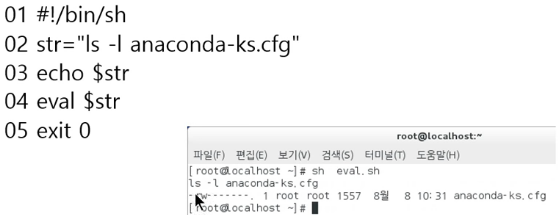 01 #!/bin/sh
02 str="ls -l anaconda-ks.cfg"
03 echo $str
04 eval $str
05 exit 0
root@localhost:~
파일(F) 편집(E) 보기(V) 검색(S) 터미널(T) 도움말(H)
[root@localhost ~]# sh eval.sh
ls -l anaconda-ks.cfg
-rw-------. 1 root root 1557 8월 8 10:31 anaconda-ks.cfg
[root@localhost ~]#